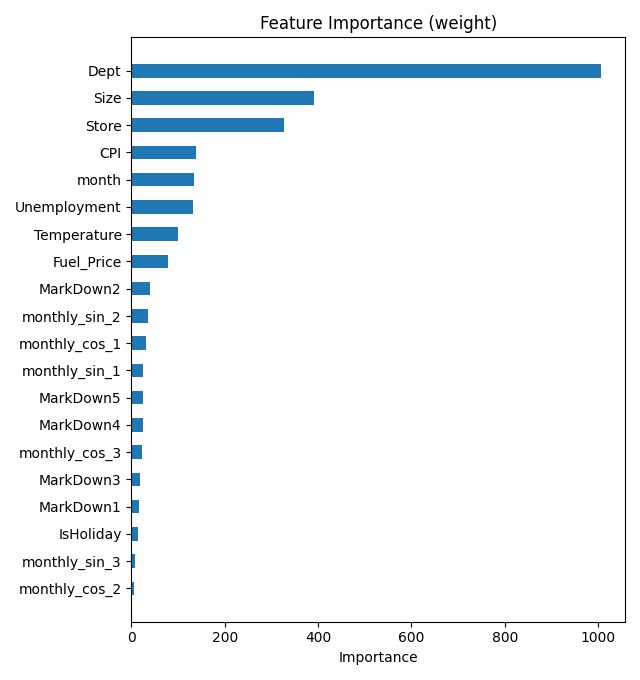 Feature Importance (weight)
Dept
Size
Store
CPI
month
Unemployment
Temperature
Fuel_Price
MarkDown2
monthly_sin_2
monthly_cos_1
monthly_sin_1
MarkDown5
MarkDown4
monthly_cos_3
MarkDown3
MarkDown1
IsHoliday
monthly_sin_3
monthly_cos_2
0 200 400 600 800 1000
Importance